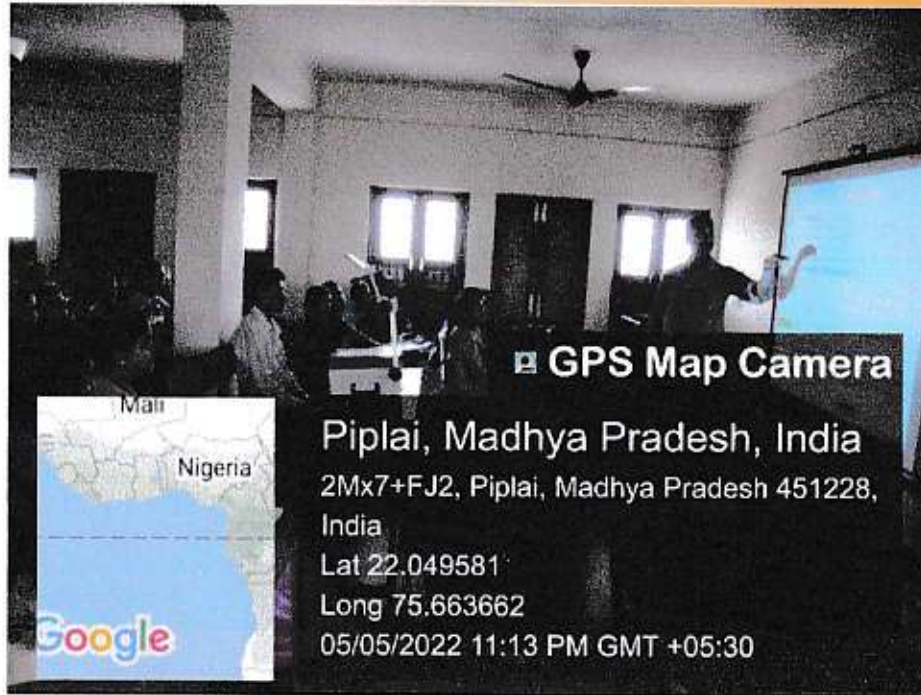 GPS Map Camera
Mali
Nigeria
Google
Piplai, Madhya Pradesh, India
2Mx7+FJ2, Piplai, Madhya Pradesh 451228,
India
Lat 22.049581
Long 75.663662
05/05/2022 11:13 PM GMT +05:30